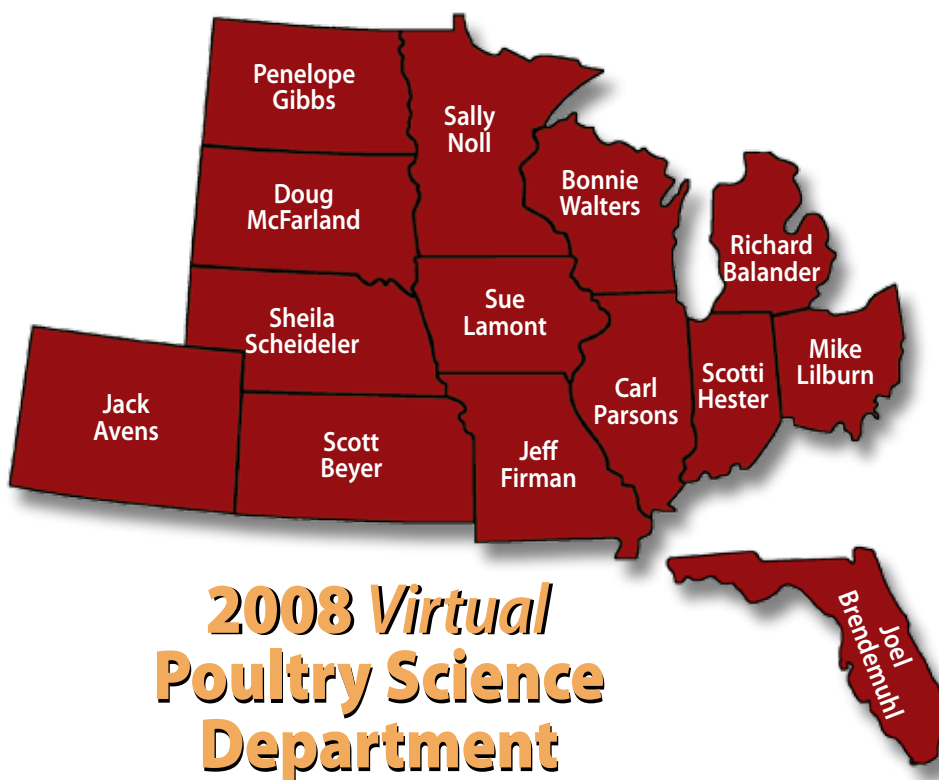 Penelope
Gibbs
Sally
Noll
Bonnie
Walters
Doug
McFarland
Richard
Balander
Sheila
Scheideler
Sue
Lamont
Mike
Lilburn
Jack
Avens
Scott
Beyer
Jeff
Firman
Carl
Parsons
Scotti
Hester
Joel
Brendemuhl
2008 Virtual
Poultry Science
Department